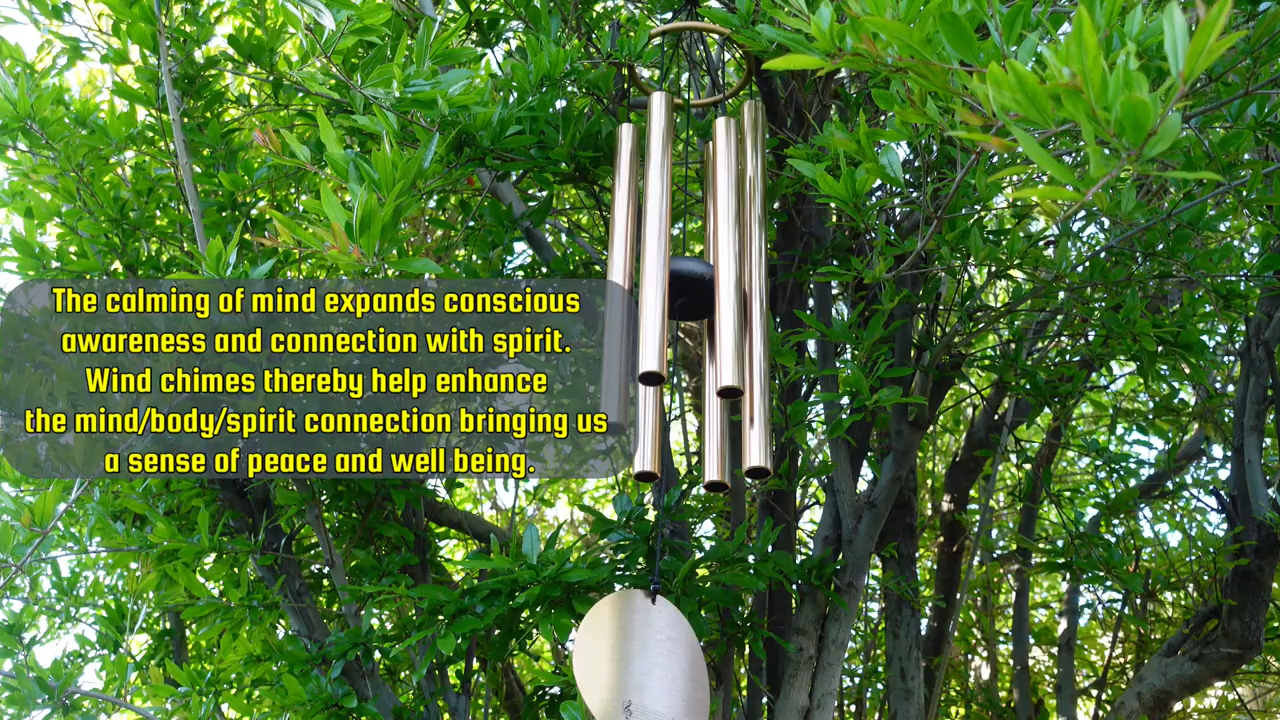 The calming of mind expands conscious
awareness and connection with spirit.
Wind chimes thereby help enhance
the mind/body/spirit connection bringing us
a sense of peace and well being.